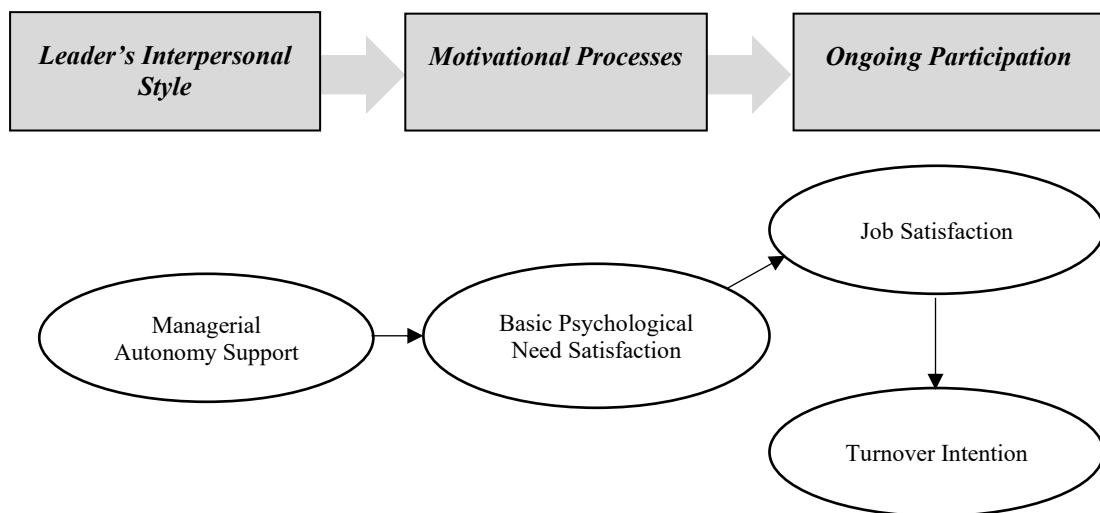 Leader’s Interpersonal
Style
Motivational Processes
Ongoing Participation
Job Satisfaction
Managerial
Autonomy Support
Basic Psychological
Need Satisfaction
Turnover Intention